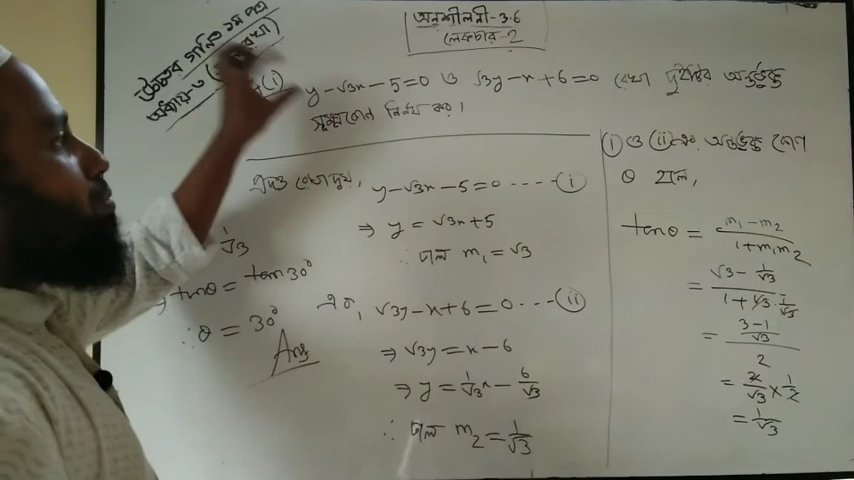 উচ্চতর গনিত ১ম পত্র
অধ্যায়-৩ (রেখা)
অনুশীলনী-3.6
লেকচার-2
(i) y-√3x-5=0 ও √3y-x+6=0 রেখা দুইটির অন্তর্ভুক্ত
সূক্ষ্মকোন নির্নয় কর।
প্রদত্ত রেখাদ্বয়, y-√3x-5=0 ----- (i)
⇒ y = √3x+5
∴ ঢাল m₁ = √3
এবং, √3y-x+6=0 --- (ii)
⇒ √3y = x-6
⇒ y = 1/√3 x - 6/√3
∴ ঢাল m₂ = 1/√3
(i) ও (ii) এর অন্তর্ভুক্ত কোণ
θ হলে,
tanθ = (m₁-m₂)/(1+m₁m₂)
= (√3-1/√3)/(1+√3·1/√3)
= ((3-1)/√3)/2
= 2/√3 × 1/2
= 1/√3
1/√3
⇒ tanθ = tan30°
∴ θ = 30°
Ans